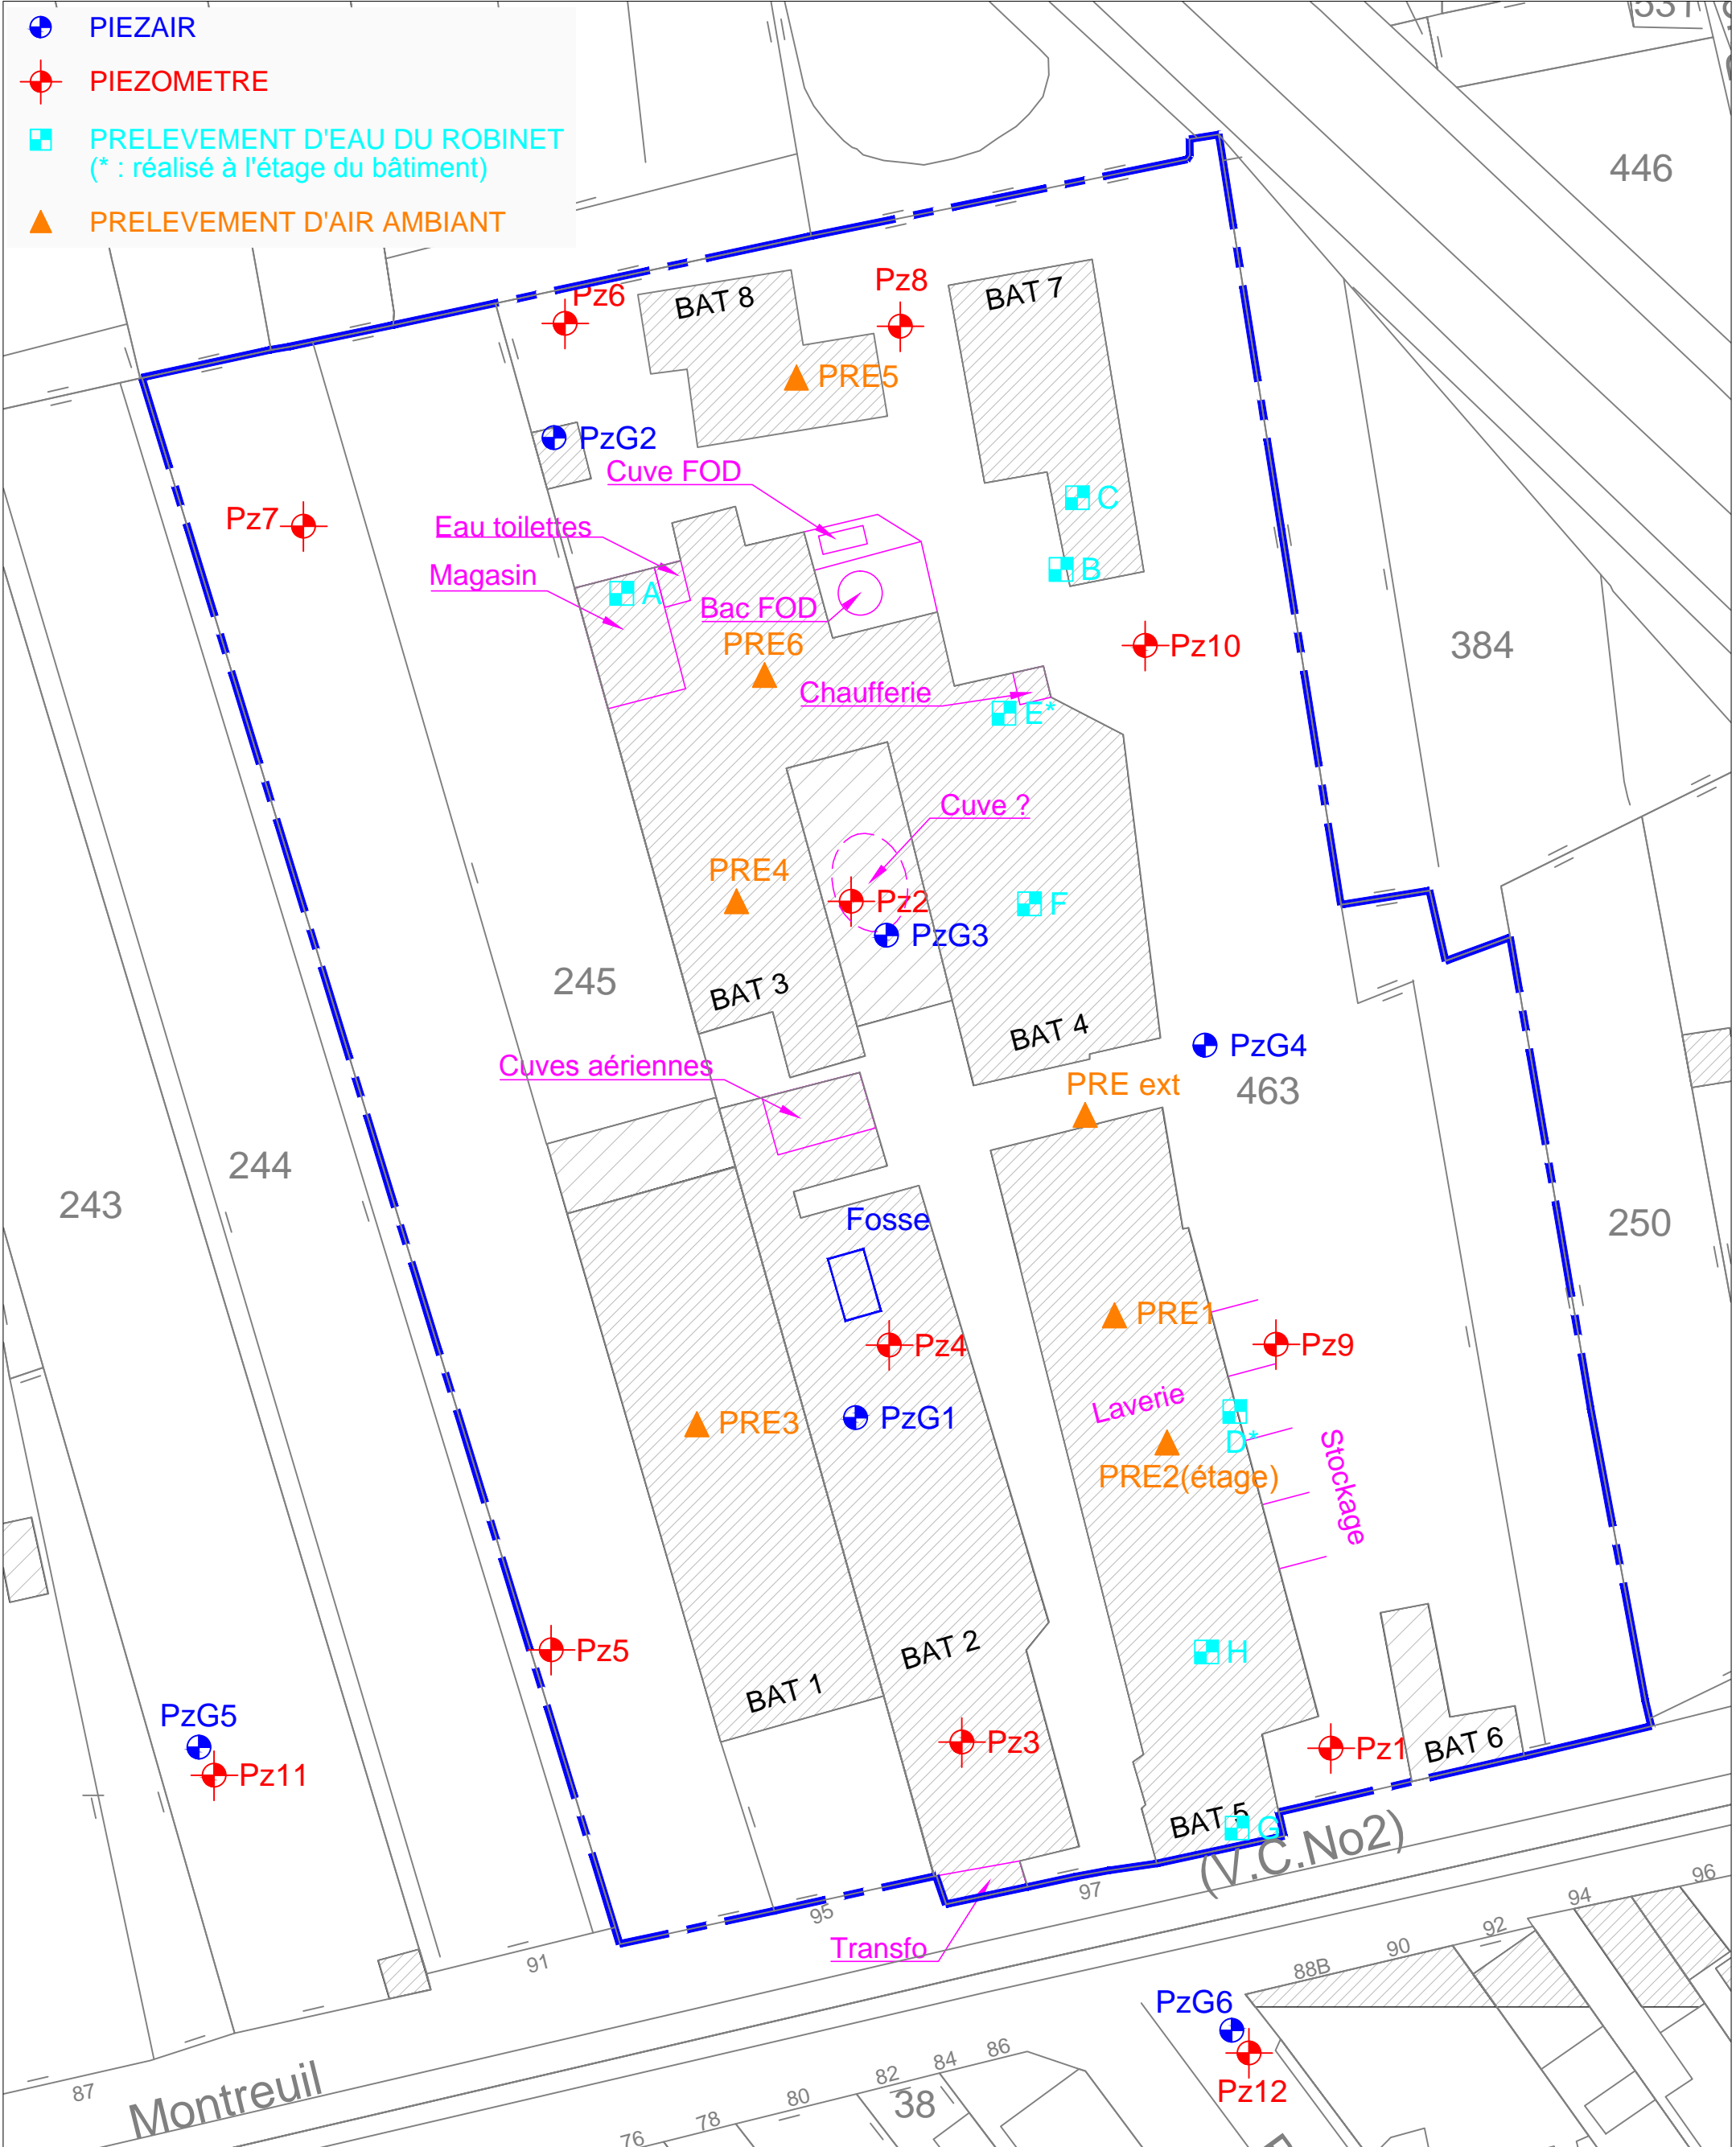 PIEZAIR
PIEZOMETRE
PRELEVEMENT D'EAU DU ROBINET
(* : réalisé à l'étage du bâtiment)
PRELEVEMENT D'AIR AMBIANT
531
446
Pz6
BAT 8
Pz8
BAT 7
PRE5
PzG2
Cuve FOD
C
Pz7
Eau toilettes
Magasin
A
B
Bac FOD
PRE6
Pz10
384
Chaufferie
E*
Cuve ?
PRE4
Pz2
F
PzG3
245
BAT 3
BAT 4
PzG4
Cuves aériennes
PRE ext
463
244
243
Fosse
250
PRE1
Pz4
Pz9
Laverie
PRE3
PzG1
D*
Stockage
PRE2(étage)
BAT 2
Pz5
H
BAT 1
PzG5
Pz3
Pz1
BAT 6
Pz11
BAT 5
G
(V.C.No2)
97
95
96
94
92
Transfo
91
90
88B
PzG6
86
84
82
Pz12
87
Montreuil
80
38
78
76